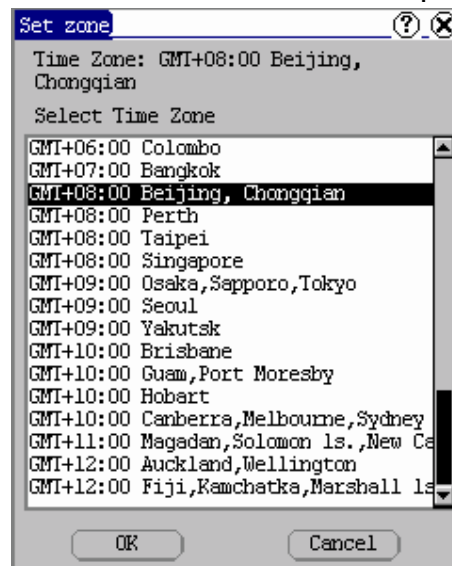 Set zone
Time Zone: GMT+08:00 Beijing,
Chongqian
Select Time Zone
GMT+06:00 Colombo
GMT+07:00 Bangkok
GMT+08:00 Beijing, Chongqian
GMT+08:00 Perth
GMT+08:00 Taipei
GMT+08:00 Singapore
GMT+09:00 Osaka,Sapporo,Tokyo
GMT+09:00 Seoul
GMT+09:00 Yakutsk
GMT+10:00 Brisbane
GMT+10:00 Guam,Port Moresby
GMT+10:00 Hobart
GMT+10:00 Canberra,Melbourne,Sydney
GMT+11:00 Magadan,Solomon ls.,New Ca
GMT+12:00 Auckland,Wellington
GMT+12:00 Fiji,Kamchatka,Marshall ls
OK Cancel